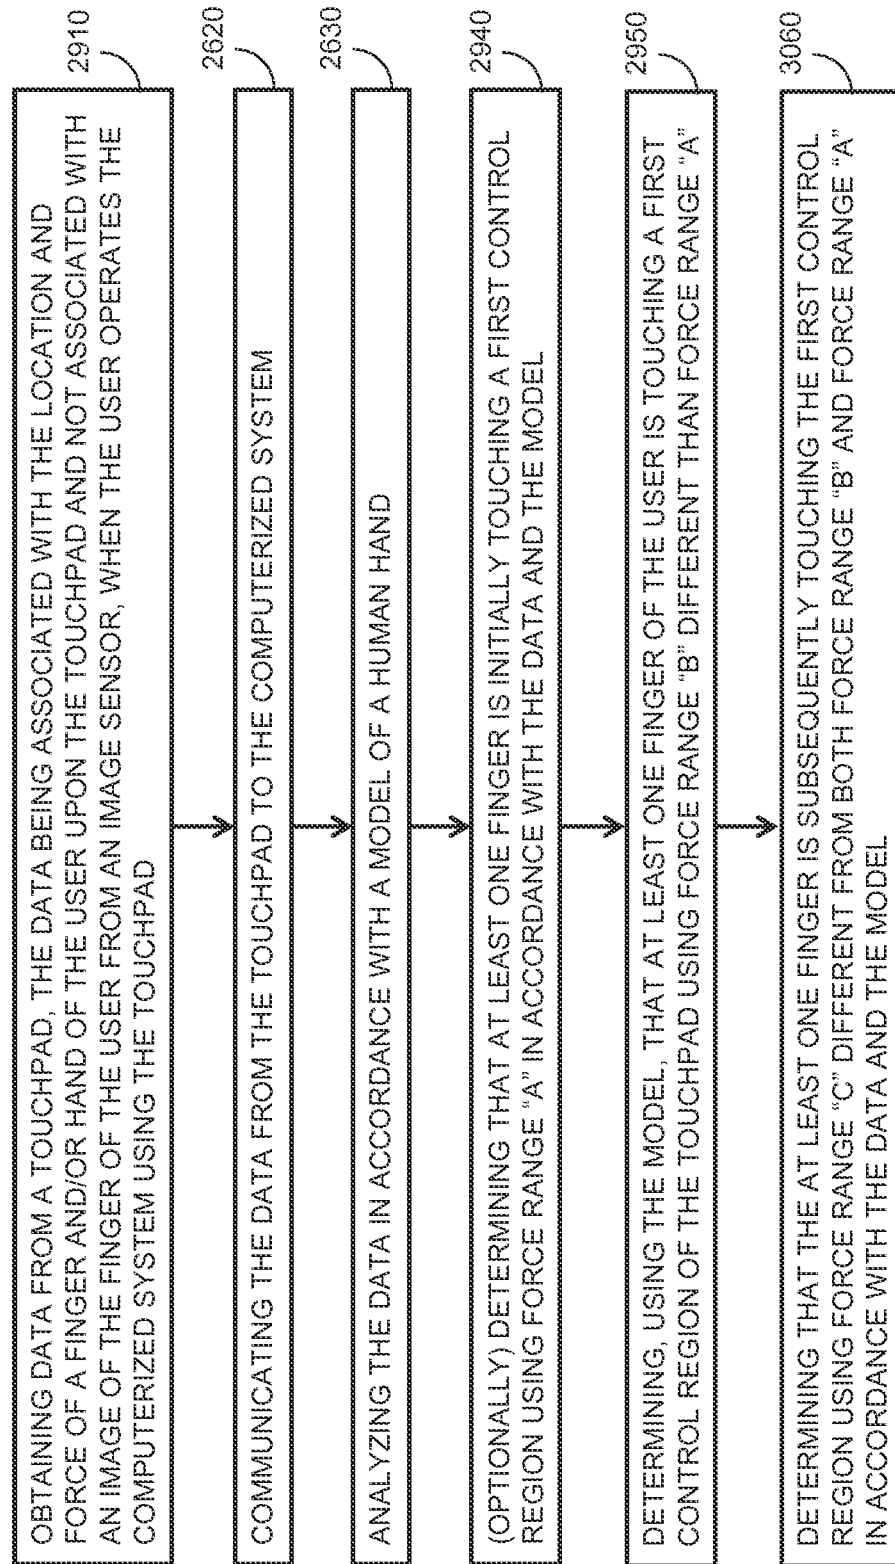 OBTAINING DATA FROM A TOUCHPAD, THE DATA BEING ASSOCIATED WITH THE LOCATION AND
FORCE OF A FINGER AND/OR HAND OF THE USER UPON THE TOUCHPAD AND NOT ASSOCIATED WITH
AN IMAGE OF THE FINGER OF THE USER FROM AN IMAGE SENSOR, WHEN THE USER OPERATES THE
COMPUTERIZED SYSTEM USING THE TOUCHPAD
2910
COMMUNICATING THE DATA FROM THE TOUCHPAD TO THE COMPUTERIZED SYSTEM
2620
ANALYZING THE DATA IN ACCORDANCE WITH A MODEL OF A HUMAN HAND
2630
(OPTIONALLY) DETERMINING THAT AT LEAST ONE FINGER IS INITIALLY TOUCHING A FIRST CONTROL
REGION USING FORCE RANGE “A” IN ACCORDANCE WITH THE DATA AND THE MODEL
2940
DETERMINING, USING THE MODEL, THAT AT LEAST ONE FINGER OF THE USER IS TOUCHING A FIRST
CONTROL REGION OF THE TOUCHPAD USING FORCE RANGE “B” DIFFERENT THAN FORCE RANGE “A”
2950
DETERMINING THAT THE AT LEAST ONE FINGER IS SUBSEQUENTLY TOUCHING THE FIRST CONTROL
REGION USING FORCE RANGE “C” DIFFERENT FROM BOTH FORCE RANGE “B” AND FORCE RANGE “A”
IN ACCORDANCE WITH THE DATA AND THE MODEL
3060